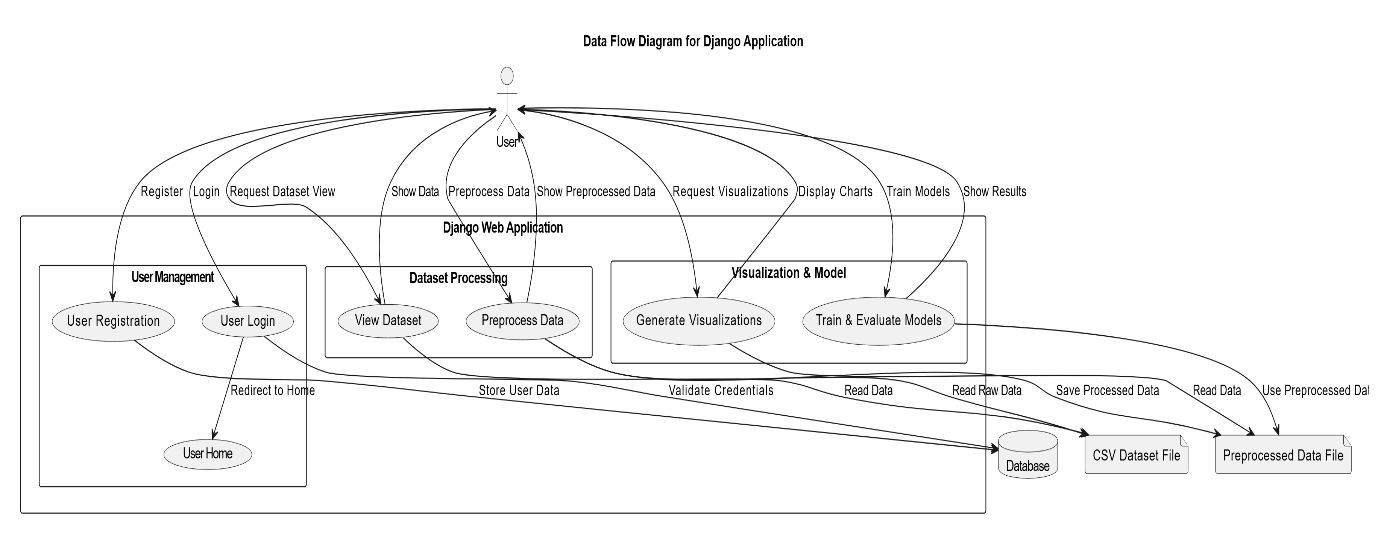 Data Flow Diagram for Django Application
User
Register
Login
Request Dataset View
Show Data
Preprocess Data
Show Preprocessed Data
Request Visualizations
Display Charts
Train Models
Show Results
Django Web Application
User Management
Dataset Processing
Visualization & Model
User Registration
User Login
View Dataset
Preprocess Data
Generate Visualizations
Train & Evaluate Models
Redirect to Home
Store User Data
Validate Credentials
Read Data
Read Raw Data
Save Processed Data
Read Data
Use Preprocessed Dat
User Home
Database
CSV Dataset File
Preprocessed Data File